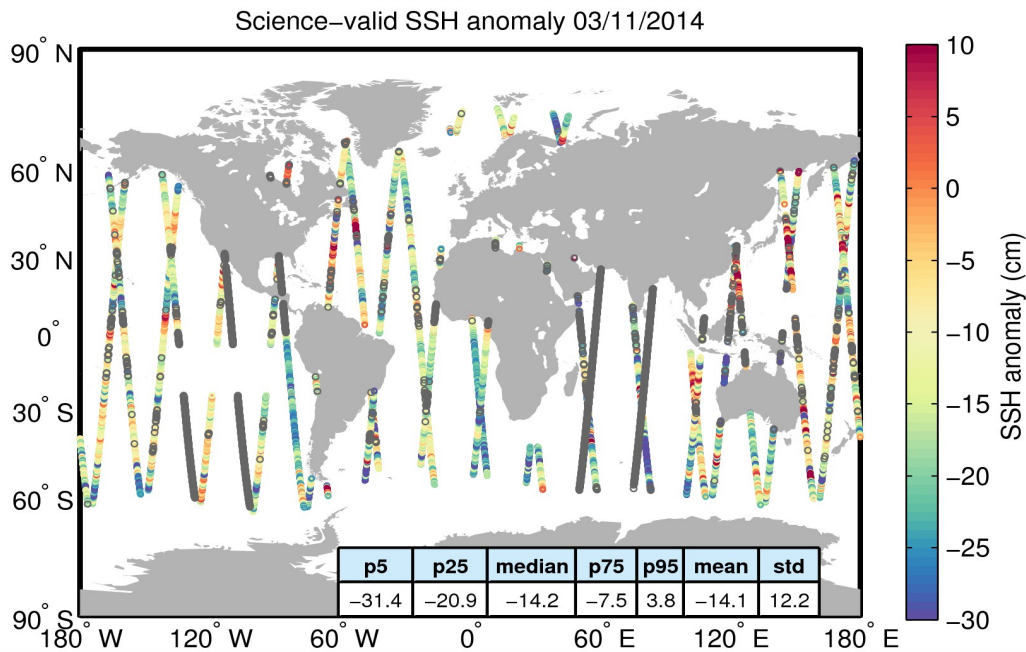 Science−valid SSH anomaly 03/11/2014
90° N
60° N
30° N
0°
30° S
60° S
90° S
180° W
120° W
60° W
0°
60° E
120° E
180° E
p5 p25 median p75 p95 mean std
−31.4 −20.9 −14.2 −7.5 3.8 −14.1 12.2
10
5
0
−5
−10
−15
−20
−25
−30
SSH anomaly (cm)